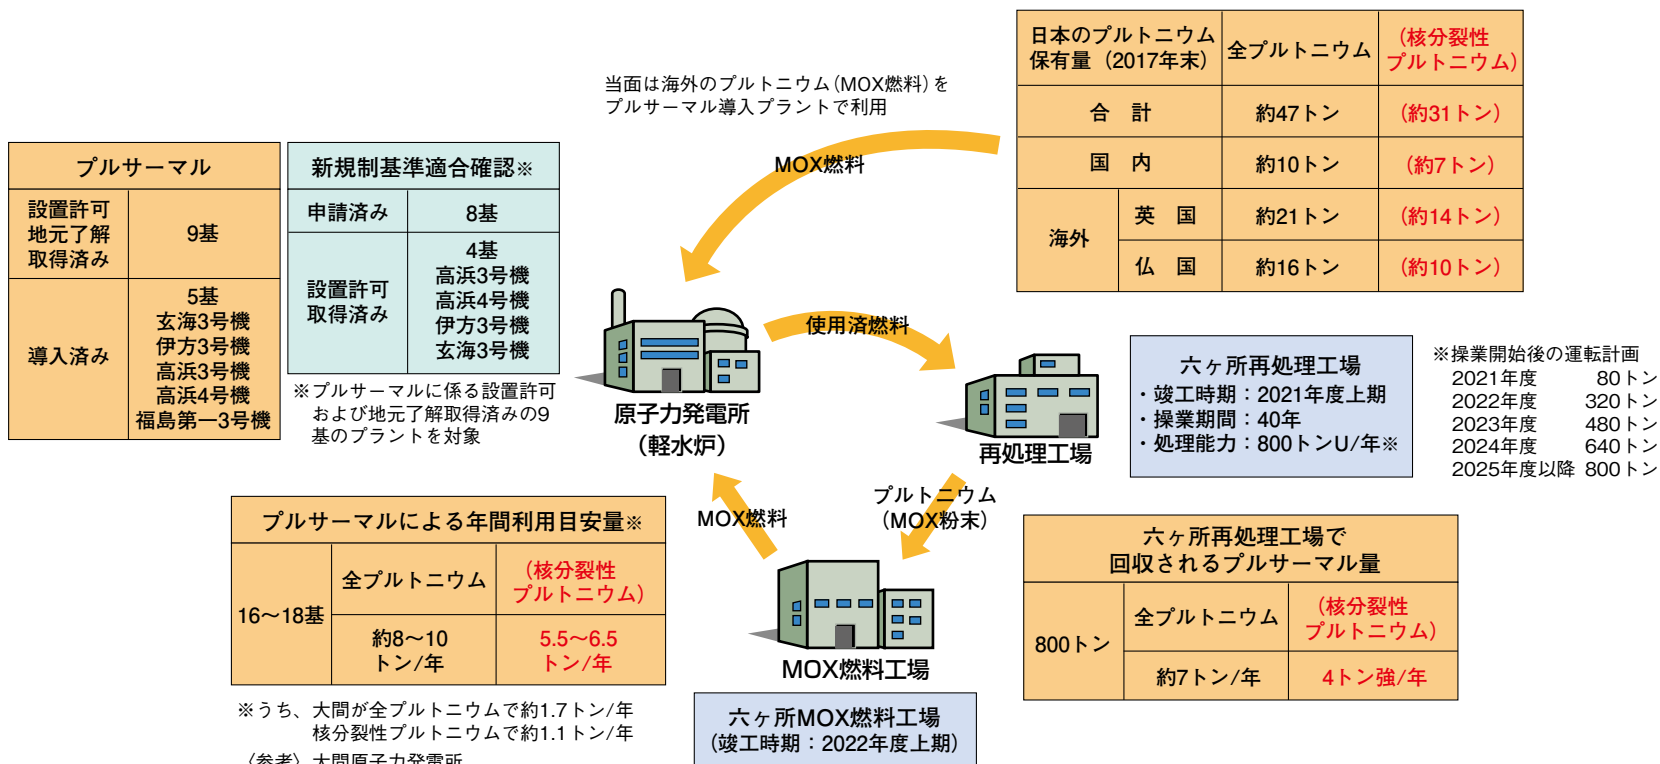 日本のプルトニウム
保有量（2017年末）
全プルトニウム
（核分裂性
プルトニウム）
合　計
約47トン
（約31トン）
国　内
約10トン
（約7トン）
海外
英　国
約21トン
（約14トン）
仏　国
約16トン
（約10トン）
当面は海外のプルトニウム（MOX燃料）を
プルサーマル導入プラントで利用
MOX燃料
プルサーマル
設置許可
地元了解
取得済み
9基
導入済み
5基
玄海3号機
伊方3号機
高浜3号機
高浜4号機
福島第一3号機
新規制基準適合確認※
申請済み
8基
設置許可
取得済み
4基
高浜3号機
高浜4号機
伊方3号機
玄海3号機
※プルサーマルに係る設置許可
および地元了解取得済みの9
基のプラントを対象
原子力発電所
（軽水炉）
使用済燃料
再処理工場
六ヶ所再処理工場
・竣工時期：2021年度上期
・操業期間：40年
・処理能力：800トンU/年※
※操業開始後の運転計画
2021年度　80トン
2022年度　320トン
2023年度　480トン
2024年度　640トン
2025年度以降 800トン
プルトニウム
（MOX粉末）
MOX燃料
MOX燃料工場
六ヶ所MOX燃料工場
（竣工時期：2022年度上期）
プルサーマルによる年間利用目安量※
16〜18基
全プルトニウム
（核分裂性
プルトニウム）
約8〜10
トン/年
5.5〜6.5
トン/年
※うち、大間が全プルトニウムで約1.7トン/年
核分裂性プルトニウムで約1.1トン/年
〈参考〉大間原子力発電所
六ヶ所再処理工場で
回収されるプルサーマル量
800トン
全プルトニウム
（核分裂性
プルトニウム）
約7トン/年
4トン強/年